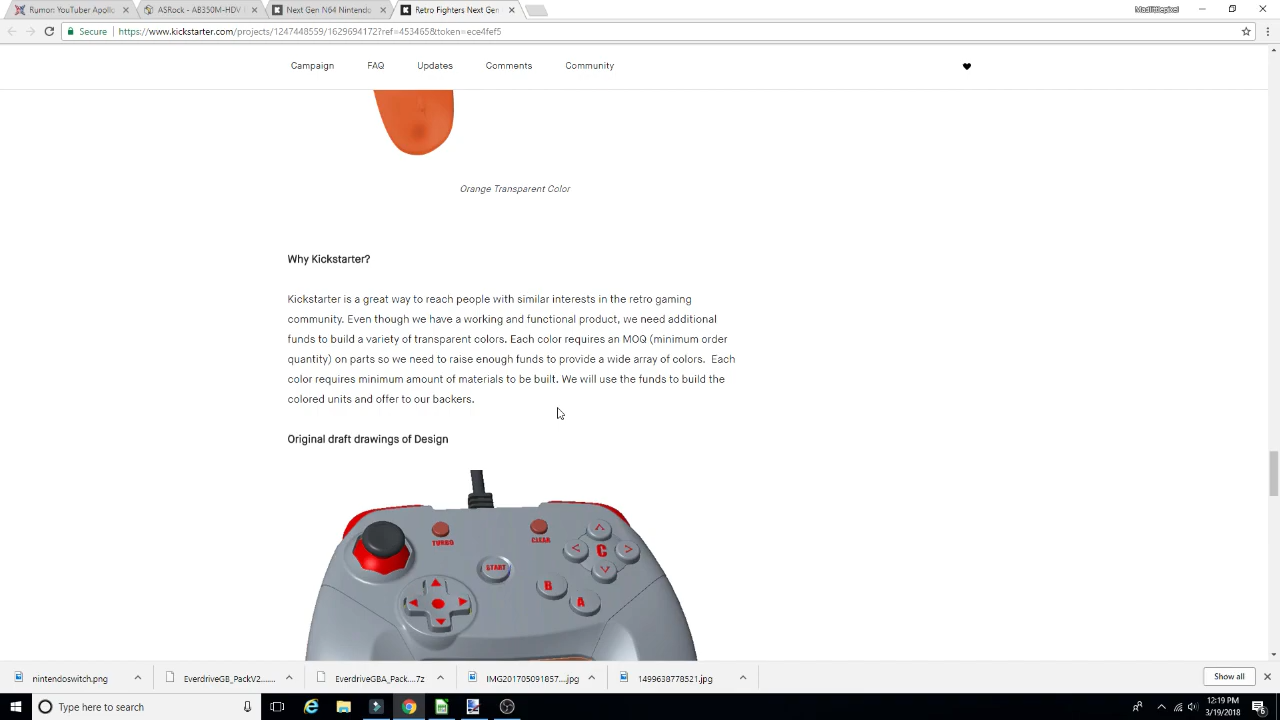 Rumor: YouTuber Apollo
ASRock - AB350M-HDV
Next Gen N64 Nintendo
Retro Fighters Next Gen
Madlittlepixel
Secure
https://www.kickstarter.com/projects/1247448559/1629694172?ref=453465&token=ece4fef5
Campaign FAQ Updates Comments Community
Orange Transparent Color
Why Kickstarter?
Kickstarter is a great way to reach people with similar interests in the retro gaming
community. Even though we have a working and functional product, we need additional
funds to build a variety of transparent colors. Each color requires an MOQ (minimum order
quantity) on parts so we need to raise enough funds to provide a wide array of colors. Each
color requires minimum amount of materials to be built. We will use the funds to build the
colored units and offer to our backers.
Original draft drawings of Design
TURBO
CLEAR
START
C
B
A
nintendoswitch.png
EverdriveGB_PackV2....
EverdriveGBA_Pack....7z
IMG201705091857....jpg
1499638778521.jpg
Show all
Type here to search
12:19 PM
3/19/2018
6